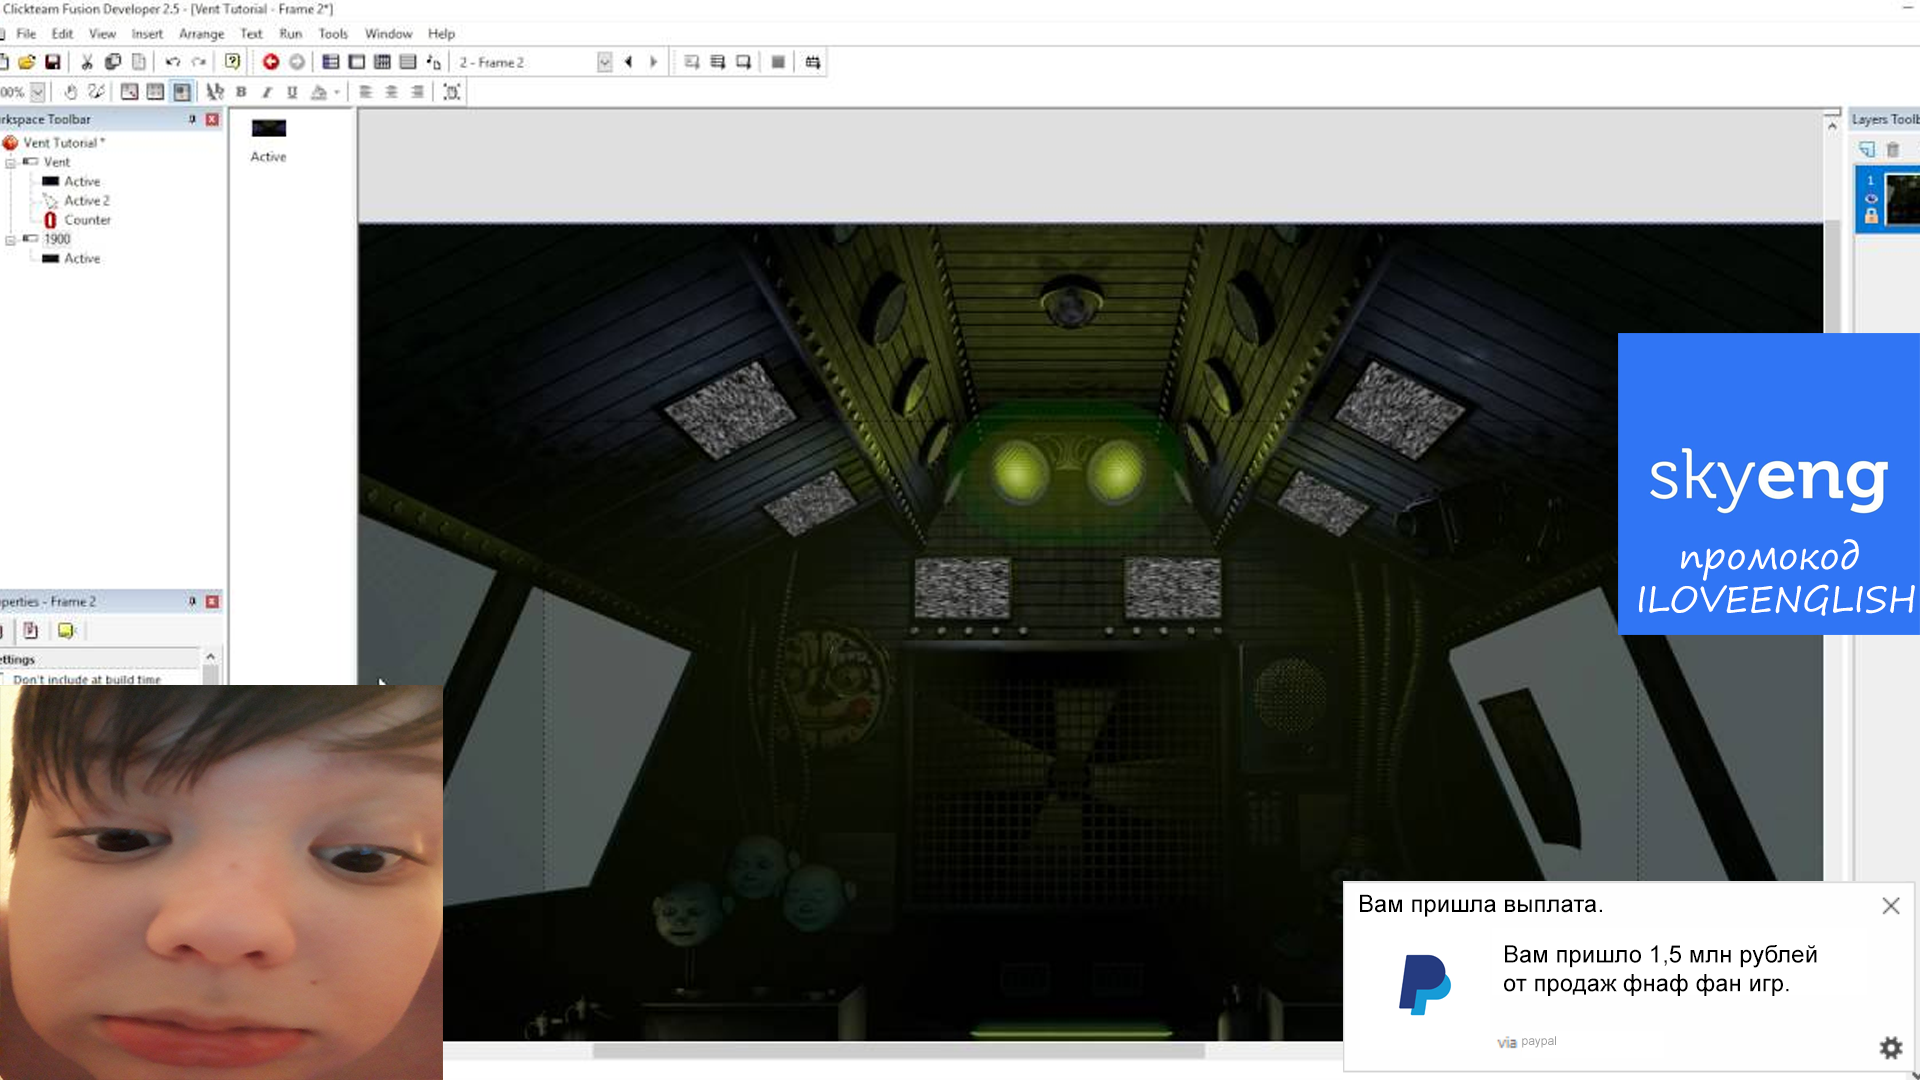 Clickteam Fusion Developer 2.5 - [Vent Tutorial - Frame 2*]
File Edit View Insert Arrange Text Run Tools Window Help
2 - Frame 2
00%
rkspace Toolbar
Vent Tutorial *
Vent
Active
Active 2
Counter
1900
Active
Active
Layers Toolb
1
skyeng
промокод
ILOVEENGLISH
perties - Frame 2
ettings
Don't include at build time
Вам пришла выплата.
Вам пришло 1,5 млн рублей
от продаж фнаф фан игр.
via paypal